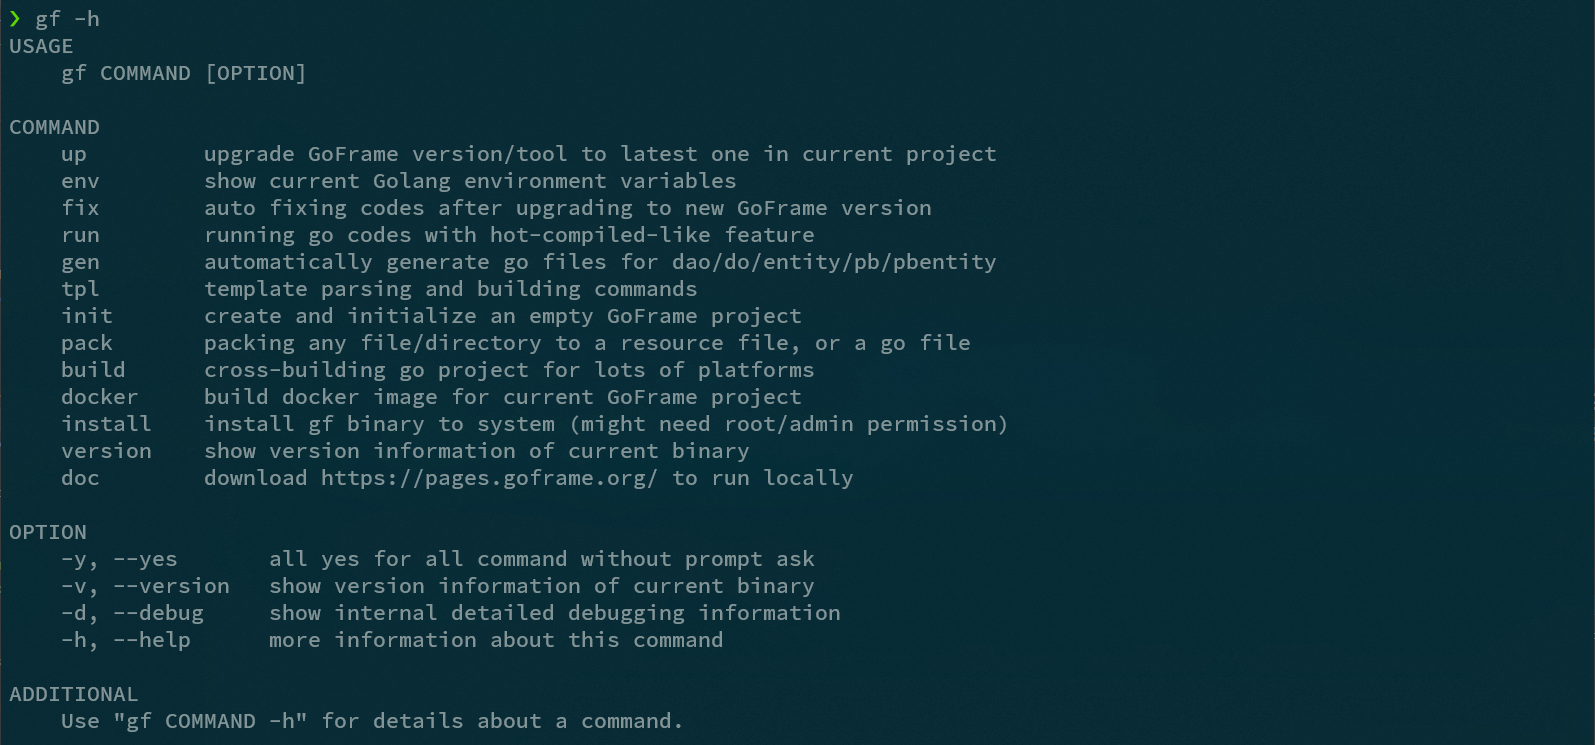 ❯ gf -h
USAGE
    gf COMMAND [OPTION]

COMMAND
    up         upgrade GoFrame version/tool to latest one in current project
    env        show current Golang environment variables
    fix        auto fixing codes after upgrading to new GoFrame version
    run        running go codes with hot-compiled-like feature
    gen        automatically generate go files for dao/do/entity/pb/pbentity
    tpl        template parsing and building commands
    init       create and initialize an empty GoFrame project
    pack       packing any file/directory to a resource file, or a go file
    build      cross-building go project for lots of platforms
    docker     build docker image for current GoFrame project
    install    install gf binary to system (might need root/admin permission)
    version    show version information of current binary
    doc        download https://pages.goframe.org/ to run locally

OPTION
    -y, --yes       all yes for all command without prompt ask
    -v, --version   show version information of current binary
    -d, --debug     show internal detailed debugging information
    -h, --help      more information about this command

ADDITIONAL
    Use "gf COMMAND -h" for details about a command.